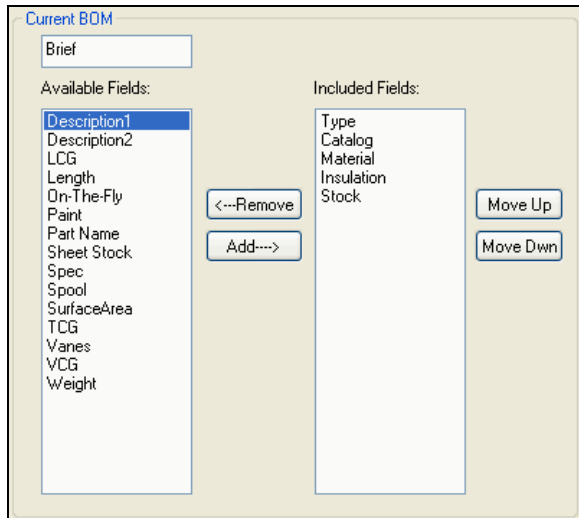 Current BOM
Brief
Available Fields:
Included Fields:
Description1
Description2
LCG
Length
On-The-Fly
Paint
Part Name
Sheet Stock
Spec
Spool
SurfaceArea
TCG
Vanes
VCG
Weight
<---Remove
Add---->
Type
Catalog
Material
Insulation
Stock
Move Up
Move Dwn